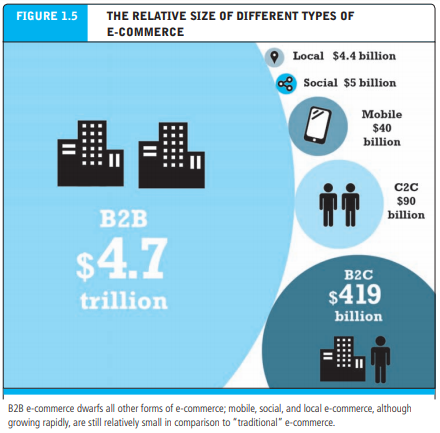 FIGURE 1.5
THE RELATIVE SIZE OF DIFFERENT TYPES OF
E-COMMERCE
Local $4.4 billion
Social $5 billion
Mobile
$40
billion
C2C
$90
billion
B2B
$4.7
trillion
B2C
$419
billion
B2B e-commerce dwarfs all other forms of e-commerce; mobile, social, and local e-commerce, although
growing rapidly, are still relatively small in comparison to "traditional" e-commerce.